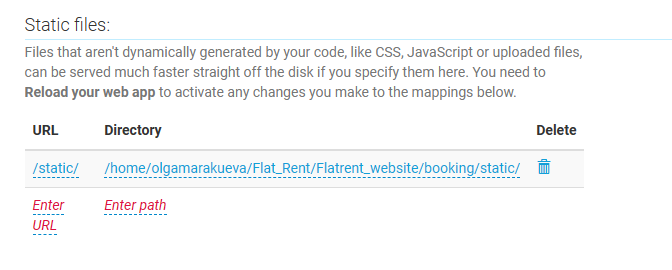 Static files:
Files that aren't dynamically generated by your code, like CSS, JavaScript or uploaded files,
can be served much faster straight off the disk if you specify them here. You need to
Reload your web app to activate any changes you make to the mappings below.
URL Directory Delete
/static/ /home/olgamarakueva/Flat_Rent/Flatrent_website/booking/static/
Enter Enter path
URL